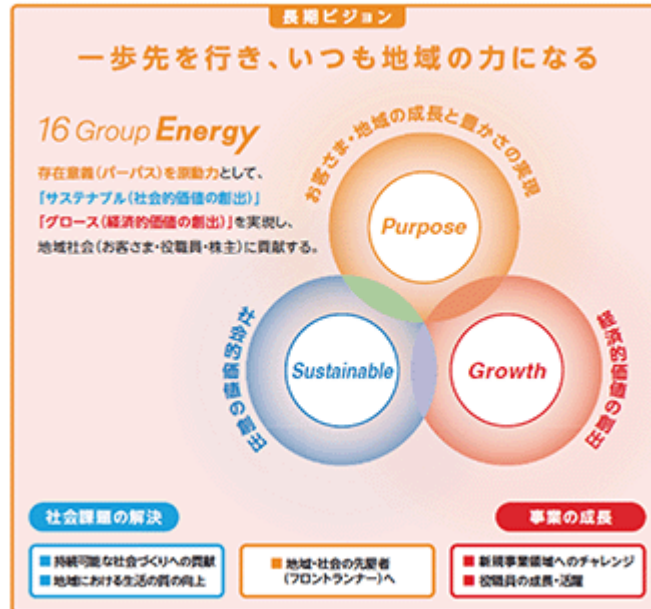 長期ビジョン
一歩先を行き、いつも地域の力になる
16 Group Energy
存在意義(パーパス)を原動力として、
「サステナブル(社会的価値の創出)」
「グロース(経済的価値の創出)」を実現し、
地域社会(お客さま・役職員・株主)に貢献する。
お客さま・地域の成長と豊かさの実現
Purpose
社会的価値の創出
Sustainable
Growth
経済的価値の創出
社会課題の解決
事業の成長
■ 持続可能な社会づくりへの貢献
■ 地域における生活の質の向上
■ 地域・社会の先駆者
(フロントランナー)へ
■ 新規事業領域へのチャレンジ
■ 役職員の成長・活躍